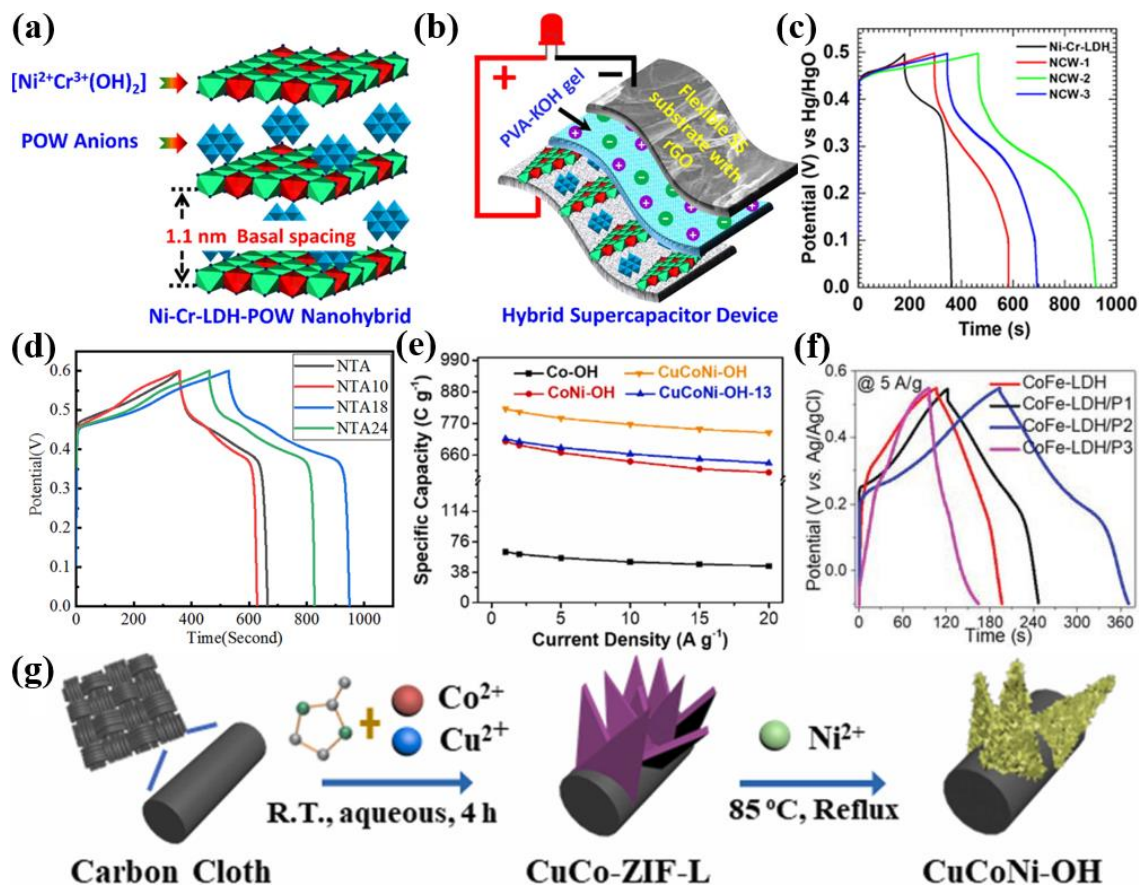 (a)
[Ni²⁺Cr³⁺(OH)₂]
POW Anions
1.1 nm Basal spacing
Ni-Cr-LDH-POW Nanohybrid
(b)
+
−
PVA-KOH gel
Flexible SS
substrate with
rGO
Hybrid Supercapacitor Device
(c)
Potential (V) vs Hg/HgO
0.5
0.4
0.3
0.2
0.1
0.0
Ni-Cr-LDH
NCW-1
NCW-2
NCW-3
0 200 400 600 800 1000
Time (s)
(d)
Potential(V)
0.6
0.5
0.4
0.3
0.2
0.1
0.0
NTA
NTA10
NTA18
NTA24
0 200 400 600 800 1000
Time(Second)
(e)
Specific Capacity (C g⁻¹)
990
880
770
660
114
76
38
0
Co-OH
CoNi-OH
CuCoNi-OH
CuCoNi-OH-13
0 5 10 15 20
Current Density (A g⁻¹)
(f)
Potential (V vs. Ag/AgCl)
0.6
0.4
0.2
0.0
@ 5 A/g
CoFe-LDH
CoFe-LDH/P1
CoFe-LDH/P2
CoFe-LDH/P3
0 60 120 180 240 300 360
Time (s)
(g)
Carbon Cloth
+
Co²⁺
Cu²⁺
R.T., aqueous, 4 h
CuCo-ZIF-L
Ni²⁺
85 ºC, Reflux
CuCoNi-OH